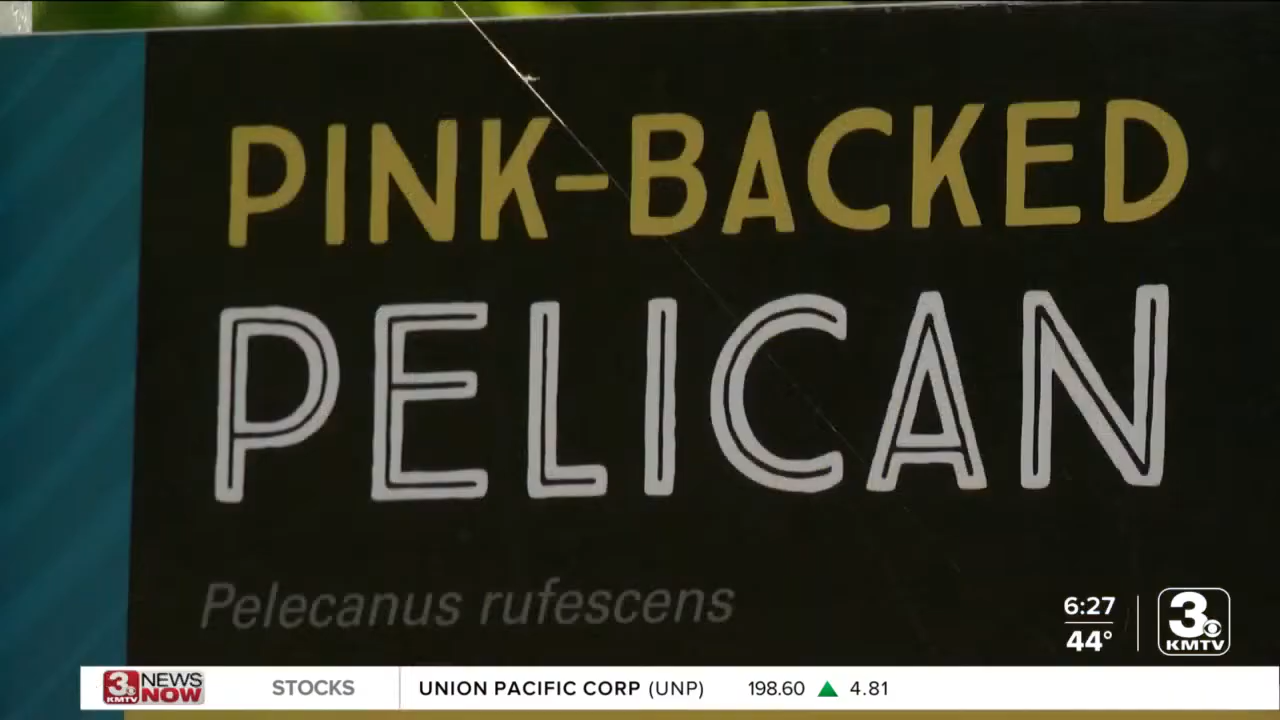 PINK-BACKED
PELICAN
Pelecanus rufescens
6:27
44°
3
KMTV
3 NEWS
KMTV NOW
STOCKS
UNION PACIFIC CORP (UNP) 198.60 ▲ 4.81